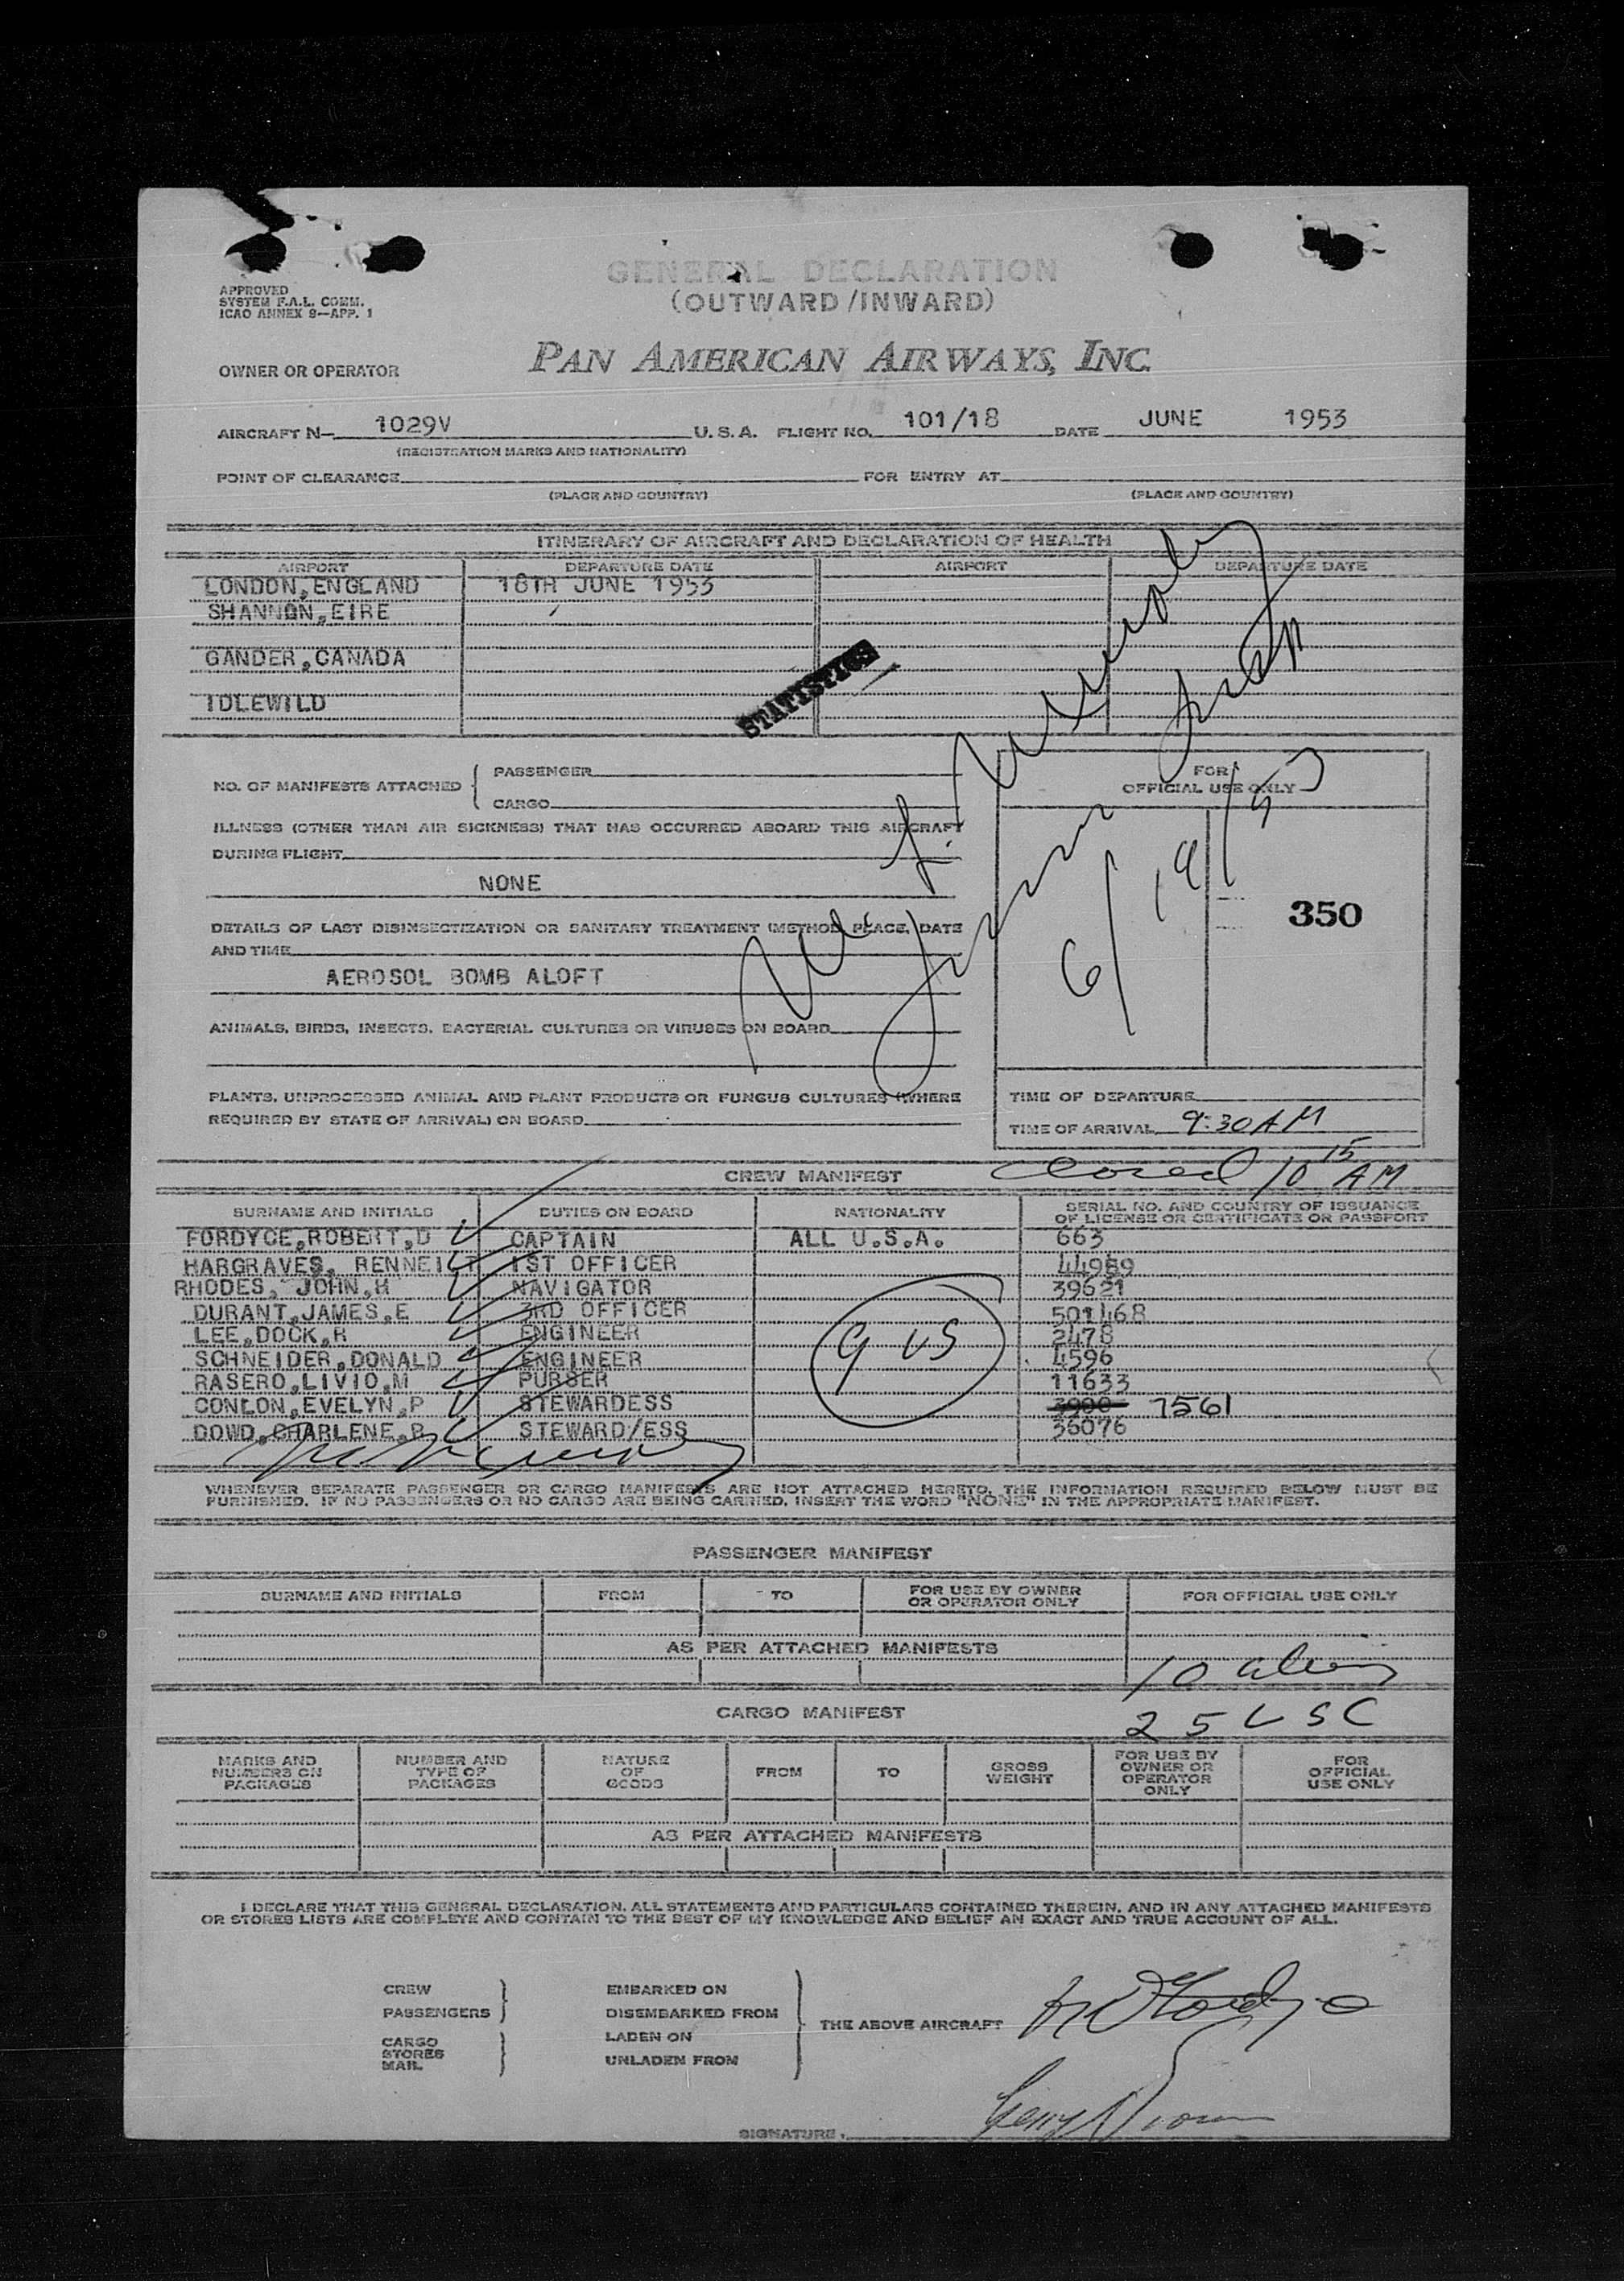 GENERAL DECLARATION
(OUTWARD/INWARD)
APPROVED
SYSTEM F.A.L. COMM.
ICAO ANNEX 9—APP. 1
OWNER OR OPERATOR PAN AMERICAN AIRWAYS, INC.
AIRCRAFT N— 1029V U.S.A. FLIGHT NO. 101/18 DATE JUNE 1953
(REGISTRATION MARKS AND NATIONALITY)
POINT OF CLEARANCE FOR ENTRY AT
(PLACE AND COUNTRY) (PLACE AND COUNTRY)
ITINERARY OF AIRCRAFT AND DECLARATION OF HEALTH
AIRPORT DEPARTURE DATE AIRPORT DEPARTURE DATE
LONDON,ENGLAND 18TH JUNE 1953
SHANNON,EIRE
GANDER,CANADA
STATISTICS
IDLEWILD
NO. OF MANIFESTS ATTACHED { PASSENGER
CARGO
FOR
OFFICIAL USE ONLY
ILLNESS (OTHER THAN AIR SICKNESS) THAT HAS OCCURRED ABOARD THIS AIRCRAFT
DURING FLIGHT
NONE
6/19/53
350
DETAILS OF LAST DISINSECTIZATION OR SANITARY TREATMENT (METHOD, PLACE, DATE
AND TIME
AEROSOL BOMB ALOFT
ANIMALS, BIRDS, INSECTS, BACTERIAL CULTURES OR VIRUSES ON BOARD
PLANTS, UNPROCESSED ANIMAL AND PLANT PRODUCTS OR FUNGUS CULTURES (WHERE
REQUIRED BY STATE OF ARRIVAL) ON BOARD
TIME OF DEPARTURE
TIME OF ARRIVAL 9:30 AM
closed 10 15 AM
CREW MANIFEST
SURNAME AND INITIALS DUTIES ON BOARD NATIONALITY SERIAL NO. AND COUNTRY OF ISSUANCE
OF LICENSE OR CERTIFICATE OR PASSPORT
FORDYCE,ROBERT,D CAPTAIN ALL U.S.A. 663
HARGRAVES, 1ST OFFICER 44989
RHODES, JOHN,H NAVIGATOR 39621
DURANT,JAMES,E 3RD OFFICER 501468
LEE,DOCK,H ENGINEER 2478
SCHNEIDER,DONALD ENGINEER 4596
RASERO,LIVIO,M PURSER 11633
CONLON,EVELYN,P STEWARDESS 3900 7561
DOWD,CHARLENE,B STEWARD/ESS 36076
9 US
WHENEVER SEPARATE PASSENGER OR CARGO MANIFESTS ARE NOT ATTACHED HERETO, THE INFORMATION REQUIRED BELOW MUST BE
FURNISHED. IF NO PASSENGERS OR NO CARGO ARE BEING CARRIED, INSERT THE WORD "NONE" IN THE APPROPRIATE MANIFEST.
PASSENGER MANIFEST
SURNAME AND INITIALS FROM TO FOR USE BY OWNER
OR OPERATOR ONLY FOR OFFICIAL USE ONLY
AS PER ATTACHED MANIFESTS
10 aliens
25 USC
CARGO MANIFEST
MARKS AND
NUMBERS ON
PACKAGES
NUMBER AND
TYPE OF
PACKAGES
NATURE
OF
GOODS
FROM
TO
GROSS
WEIGHT
FOR USE BY
OWNER OR
OPERATOR
ONLY
FOR
OFFICIAL
USE ONLY
AS PER ATTACHED MANIFESTS
I DECLARE THAT THIS GENERAL DECLARATION, ALL STATEMENTS AND PARTICULARS CONTAINED THEREIN, AND IN ANY ATTACHED MANIFESTS
OR STORES LISTS ARE COMPLETE AND CONTAIN TO THE BEST OF MY KNOWLEDGE AND BELIEF AN EXACT AND TRUE ACCOUNT OF ALL.
CREW EMBARKED ON
PASSENGERS DISEMBARKED FROM
THE ABOVE AIRCRAFT
CARGO LADEN ON
STORES
MAIL UNLADEN FROM
SIGNATURE